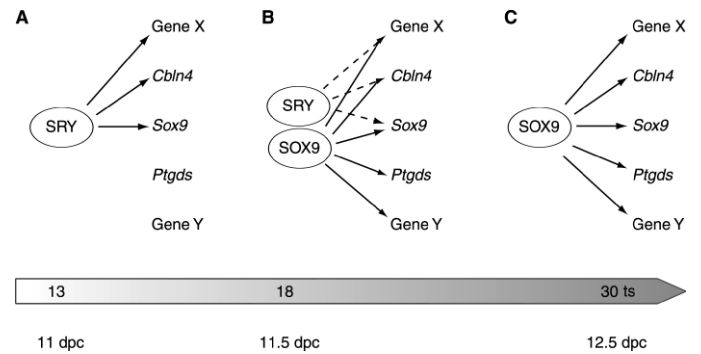 A
Gene X
Cbln4
SRY
Sox9
Ptgds
Gene Y
B
Gene X
Cbln4
SRY
Sox9
SOX9
Ptgds
Gene Y
C
Gene X
Cbln4
SOX9
Sox9
Ptgds
Gene Y
13 18 30 ts
11 dpc 11.5 dpc 12.5 dpc